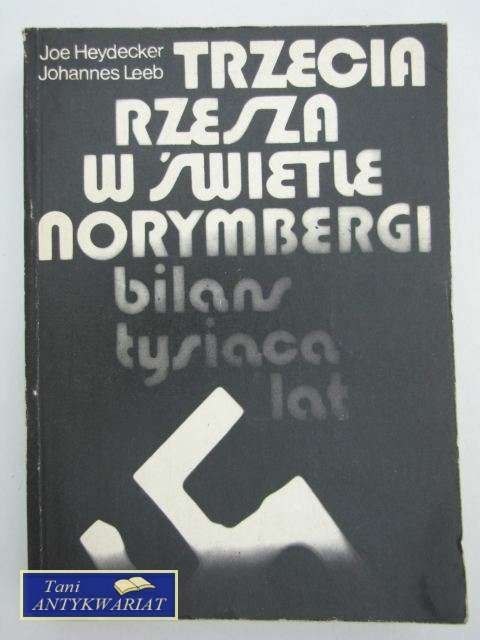 Joe Heydecker
Johannes Leeb
TRZECIA
RZESZA
W ŚWIETLE
NORYMBERGI
bilans
tysiąca
lat
Tani
ANTYKWARIAT